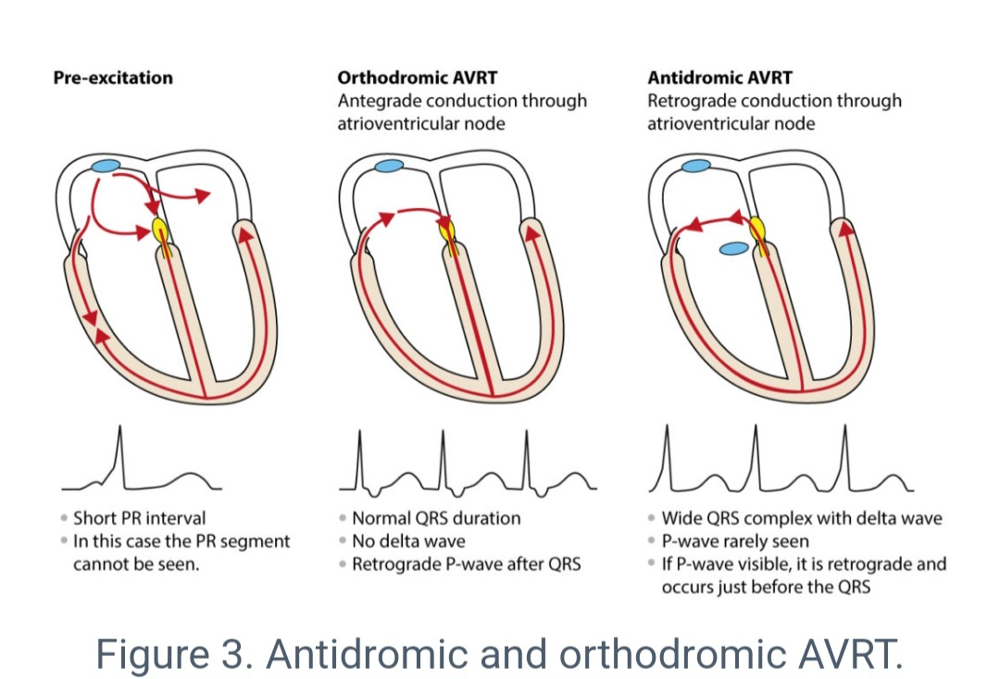 Pre-excitation
Orthodromic AVRT
Antegrade conduction through
atrioventricular node
Antidromic AVRT
Retrograde conduction through
atrioventricular node
• Short PR interval
• In this case the PR segment
cannot be seen.
• Normal QRS duration
• No delta wave
• Retrograde P-wave after QRS
• Wide QRS complex with delta wave
• P-wave rarely seen
• If P-wave visible, it is retrograde and
occurs just before the QRS
Figure 3. Antidromic and orthodromic AVRT.